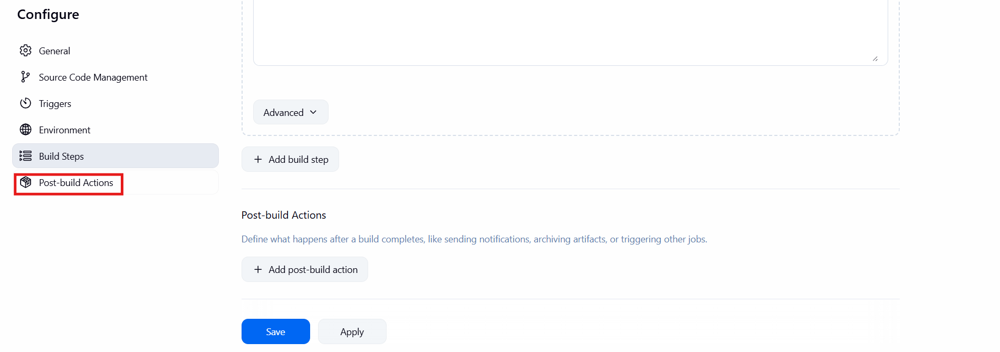 Configure
General
Source Code Management
Triggers
Environment
Build Steps
Post-build Actions
Advanced
Add build step
Post-build Actions
Define what happens after a build completes, like sending notifications, archiving artifacts, or triggering other jobs.
Add post-build action
Save
Apply